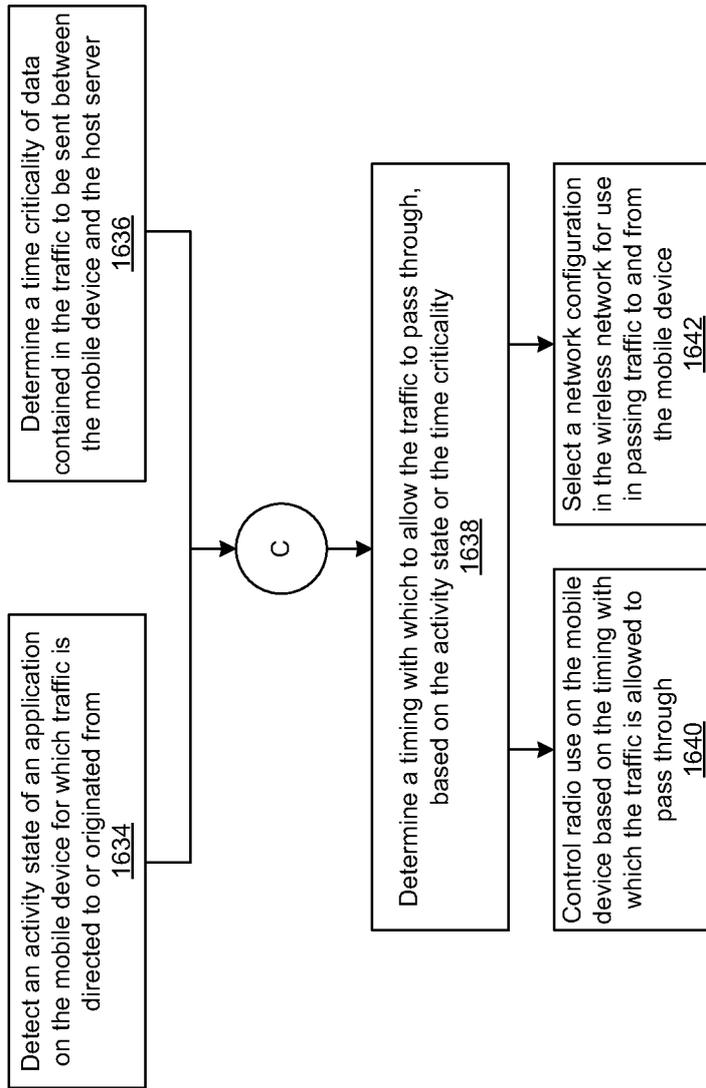 Detect an activity state of an application
on the mobile device for which traffic is
directed to or originated from
1634
Determine a time criticality of data
contained in the traffic to be sent between
the mobile device and the host server
1636
C
Determine a timing with which to allow the traffic to pass through,
based on the activity state or the time criticality
1638
Control radio use on the mobile
device based on the timing with
which the traffic is allowed to
pass through
1640
Select a network configuration
in the wireless network for use
in passing traffic to and from
the mobile device
1642